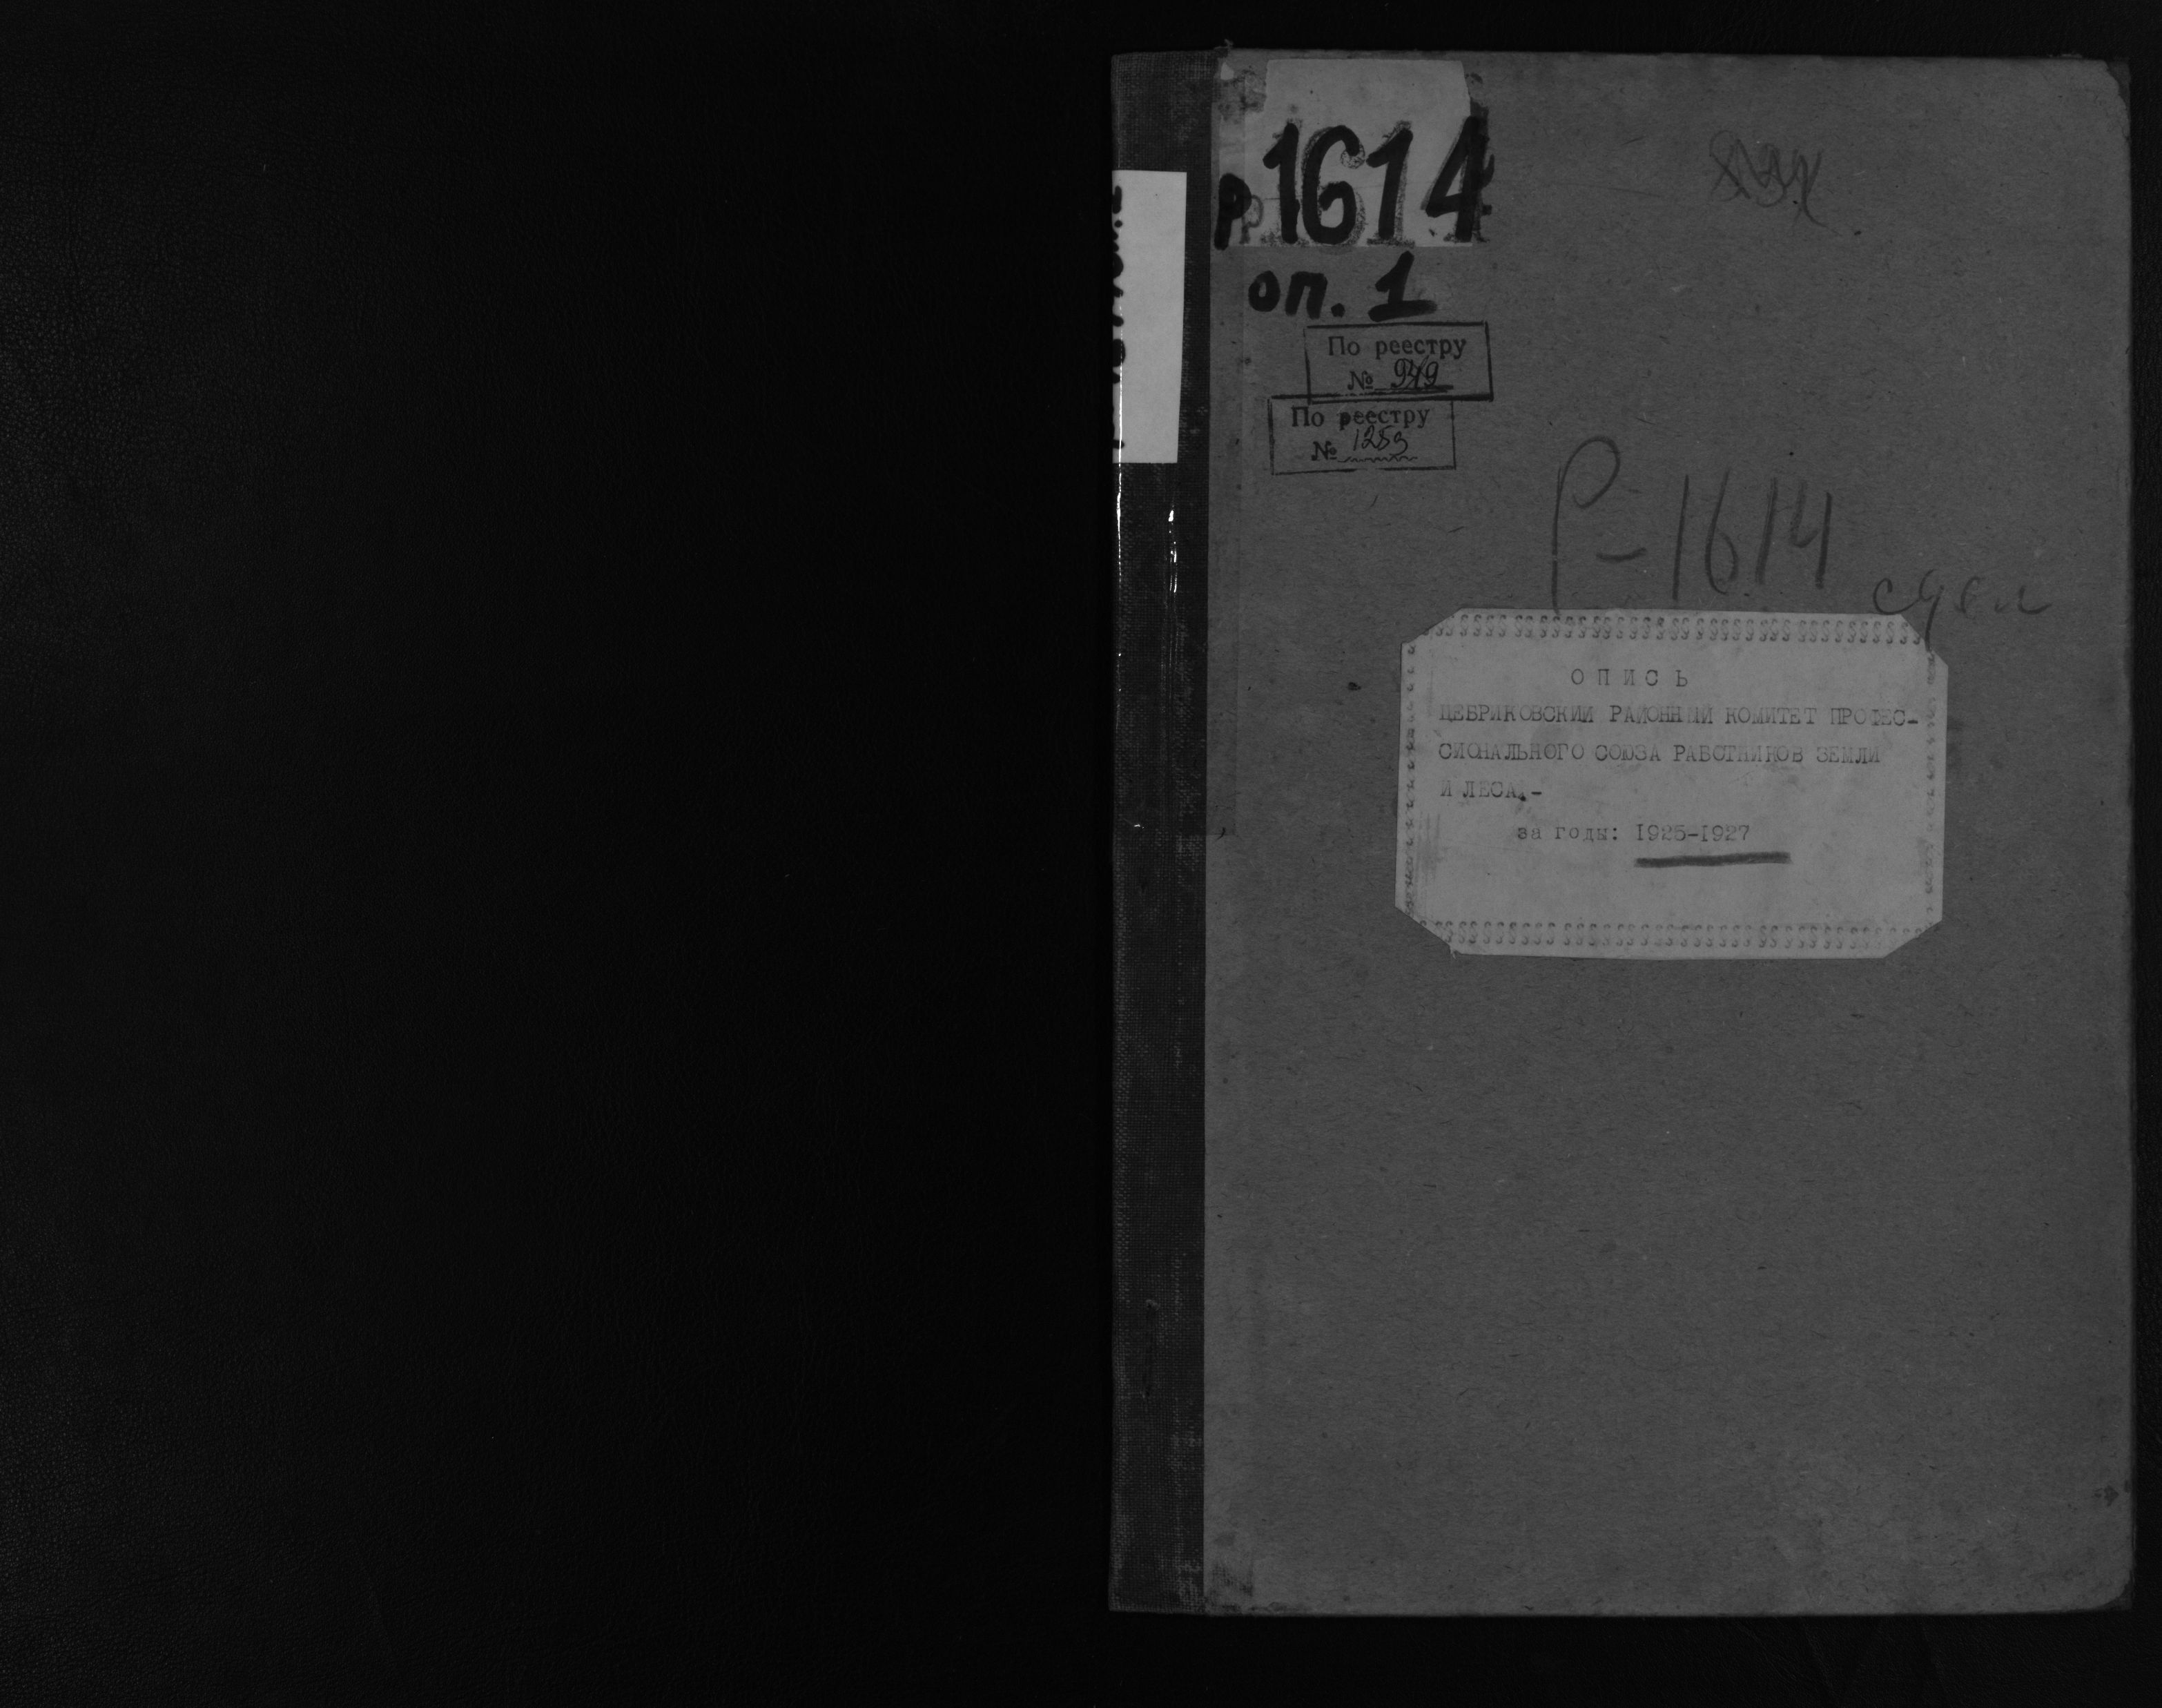 р1614
оп. 1
По реестру
№ 949
По реестру
№ 1259
Р-1614
ОПИСЬ
ЦЕБРИКОВСКИЙ РАЙОННЫЙ КОМИТЕТ ПРОФЕС-
СИОНАЛЬНОГО СОЮЗА РАБОТНИКОВ ЗЕМЛИ
И ЛЕСА.-
за годы: 1925-1927